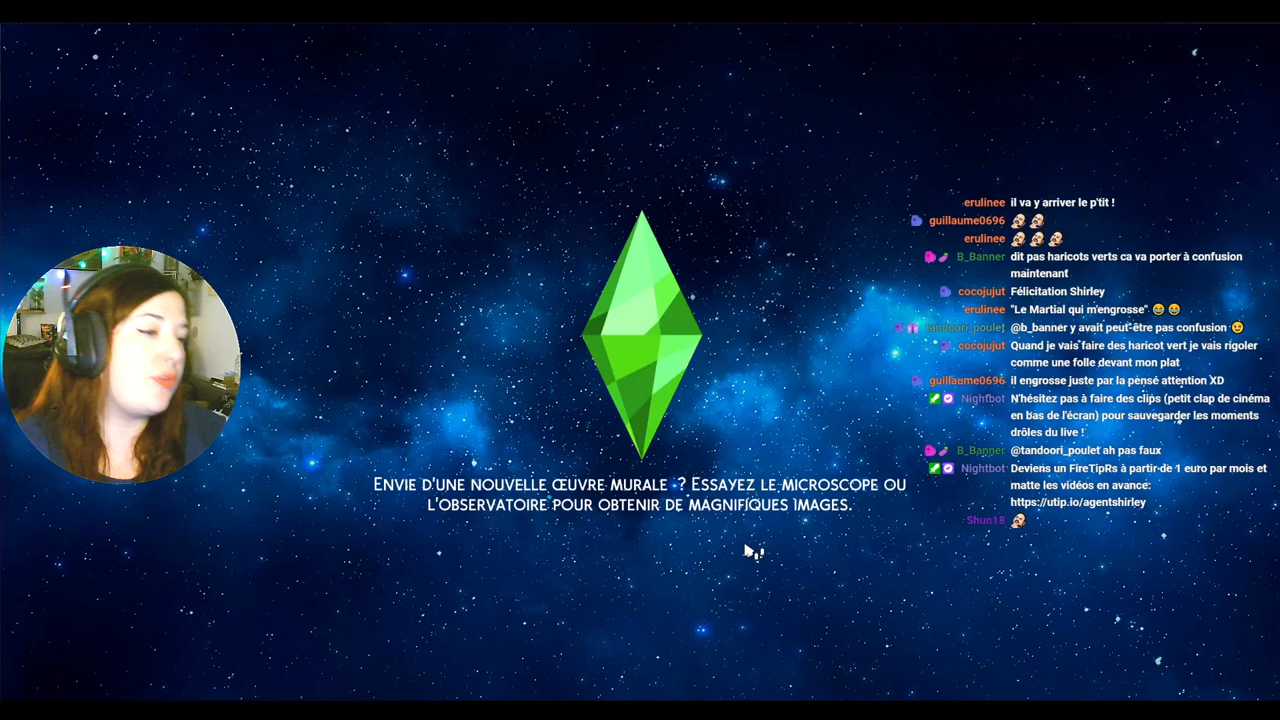 erulinee il va y arriver le p'tit !
guillaume0696
erulinee
B_Banner dit pas haricots verts ca va porter à confusion
maintenant
cocojujut Félicitation Shirley
erulinee "Le Martial qui m'engrosse"
tandoori_poulet @b_banner y avait peut-être pas confusion
cocojujut Quand je vais faire des haricot vert je vais rigoler
comme une folle devant mon plat
guillaume0696 il engrosse juste par la pensé attention XD
Nightbot N'hésitez pas à faire des clips (petit clap de cinéma
en bas de l'écran) pour sauvegarder les moments
drôles du live !
B_Banner @tandoori_poulet ah pas faux
Nightbot Deviens un FireTipRs à partir de 1 euro par mois et
matte les vidéos en avance:
https://utip.io/agentshirley
Shun18
Envie d'une nouvelle œuvre murale ? Essayez le microscope ou
l'observatoire pour obtenir de magnifiques images.